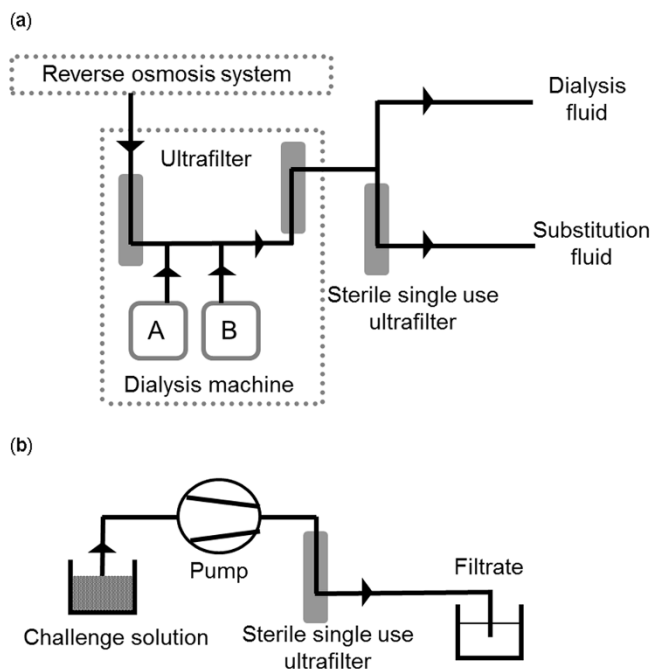 (a)
Reverse osmosis system
Ultrafilter
Dialysis
fluid
Substitution
fluid
Sterile single use
ultrafilter
A
B
Dialysis machine
(b)
Pump
Filtrate
Challenge solution
Sterile single use
ultrafilter